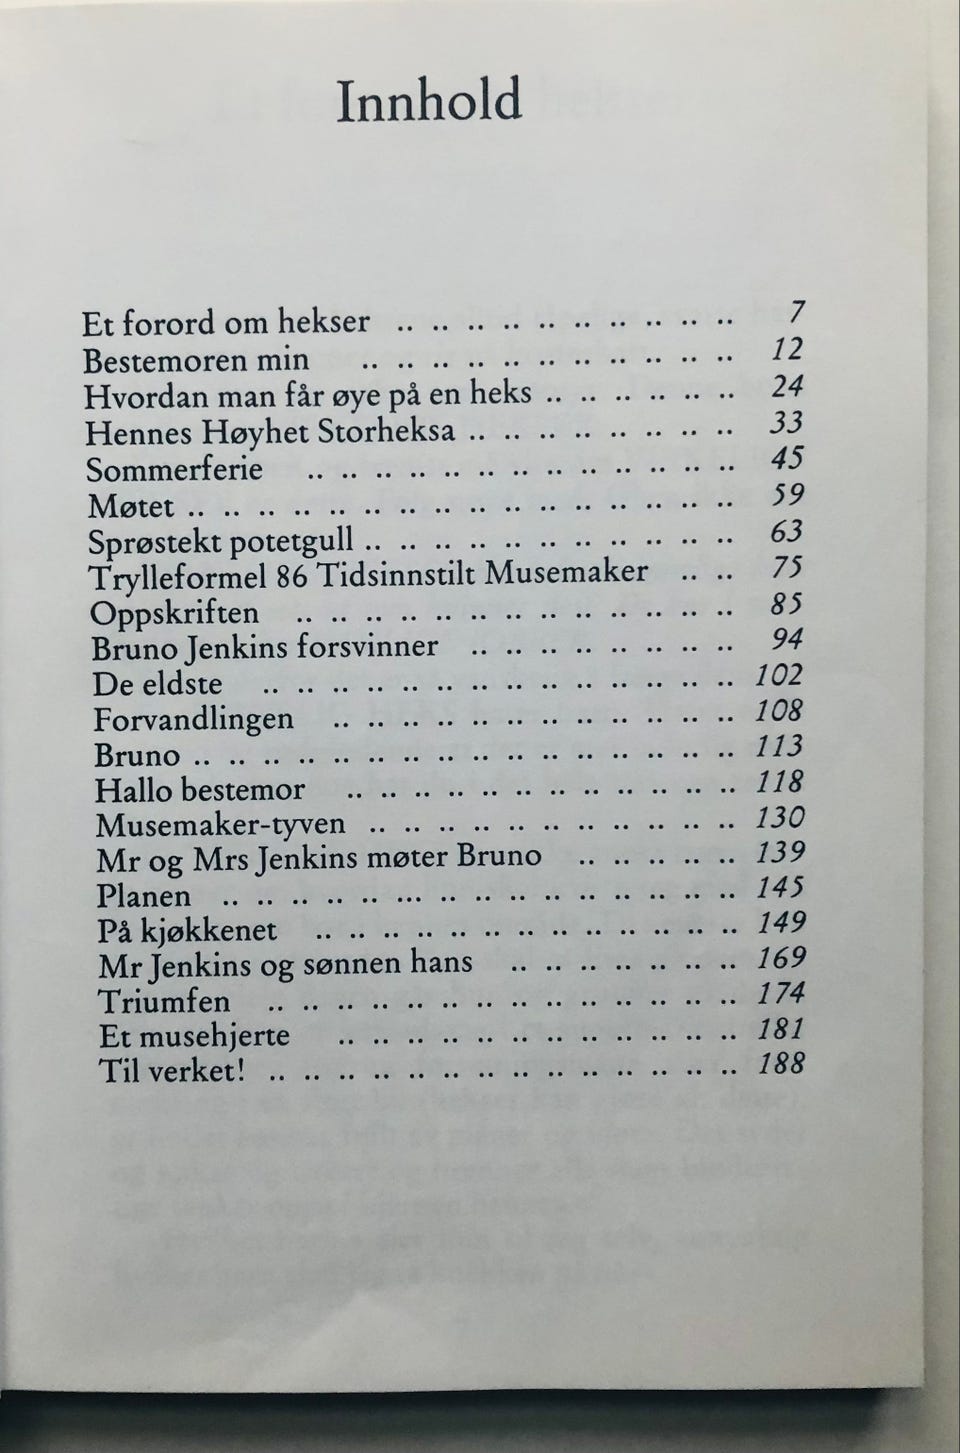 Innhold
Et forord om hekser .. .. .. .. .. .. .. .. .. .. 7
Bestemoren min .. .. .. .. .. .. .. .. .. .. .. 12
Hvordan man får øye på en heks .. .. .. .. .. .. 24
Hennes Høyhet Storheksa .. .. .. .. .. .. .. .. 33
Sommerferie .. .. .. .. .. .. .. .. .. .. .. .. .. 45
Møtet .. .. .. .. .. .. .. .. .. .. .. .. .. .. .. .. 59
Sprøstekt potetgull .. .. .. .. .. .. .. .. .. .. .. 63
Trylleformel 86 Tidsinnstilt Musemaker .. .. 75
Oppskriften .. .. .. .. .. .. .. .. .. .. .. .. .. 85
Bruno Jenkins forsvinner .. .. .. .. .. .. .. .. 94
De eldste .. .. .. .. .. .. .. .. .. .. .. .. .. .. 102
Forvandlingen .. .. .. .. .. .. .. .. .. .. .. .. 108
Bruno .. .. .. .. .. .. .. .. .. .. .. .. .. .. .. .. 113
Hallo bestemor .. .. .. .. .. .. .. .. .. .. .. .. 118
Musemaker-tyven .. .. .. .. .. .. .. .. .. .. .. 130
Mr og Mrs Jenkins møter Bruno .. .. .. .. .. 139
Planen .. .. .. .. .. ... .. .. .. .. .. .. .. .. .. 145
På kjøkkenet .. .. .. .. .. .. .. .. .. .. .. .. .. 149
Mr Jenkins og sønnen hans .. .. .. .. .. .. .. 169
Triumfen .. .. .. .. .. .. .. .. .. .. .. .. .. .. 174
Et musehjerte .. .. .. .. .. .. .. .. .. .. .. .. 181
Til verket! .. .. .. .. .. .. .. .. .. .. .. .. .. .. 188